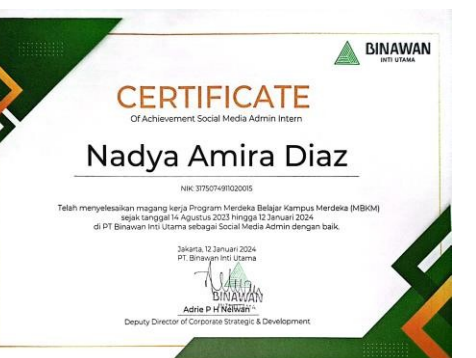 BINAWAN
INTI UTAMA
CERTIFICATE
Of Achievement Social Media Admin Intern
Nadya Amira Diaz
NIK: 3175074911020015
Telah menyelesaikan magang kerja Program Merdeka Belajar Kampus Merdeka (MBKM)
sejak tanggal 14 Agustus 2023 hingga 12 Januari 2024
di PT Binawan Inti Utama sebagai Social Media Admin dengan baik.
Jakarta, 12 Januari 2024
PT. Binawan Inti Utama
BINAWAN
Adrie P H Nelwan
Deputy Director of Corporate Strategic & Development